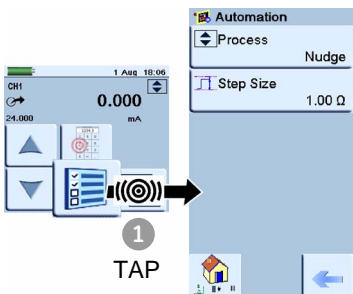 Automation
Process
Nudge
Step Size
1.00 Ω
1 Aug 18:06
CH1
0.000
24.000
mA
1
TAP